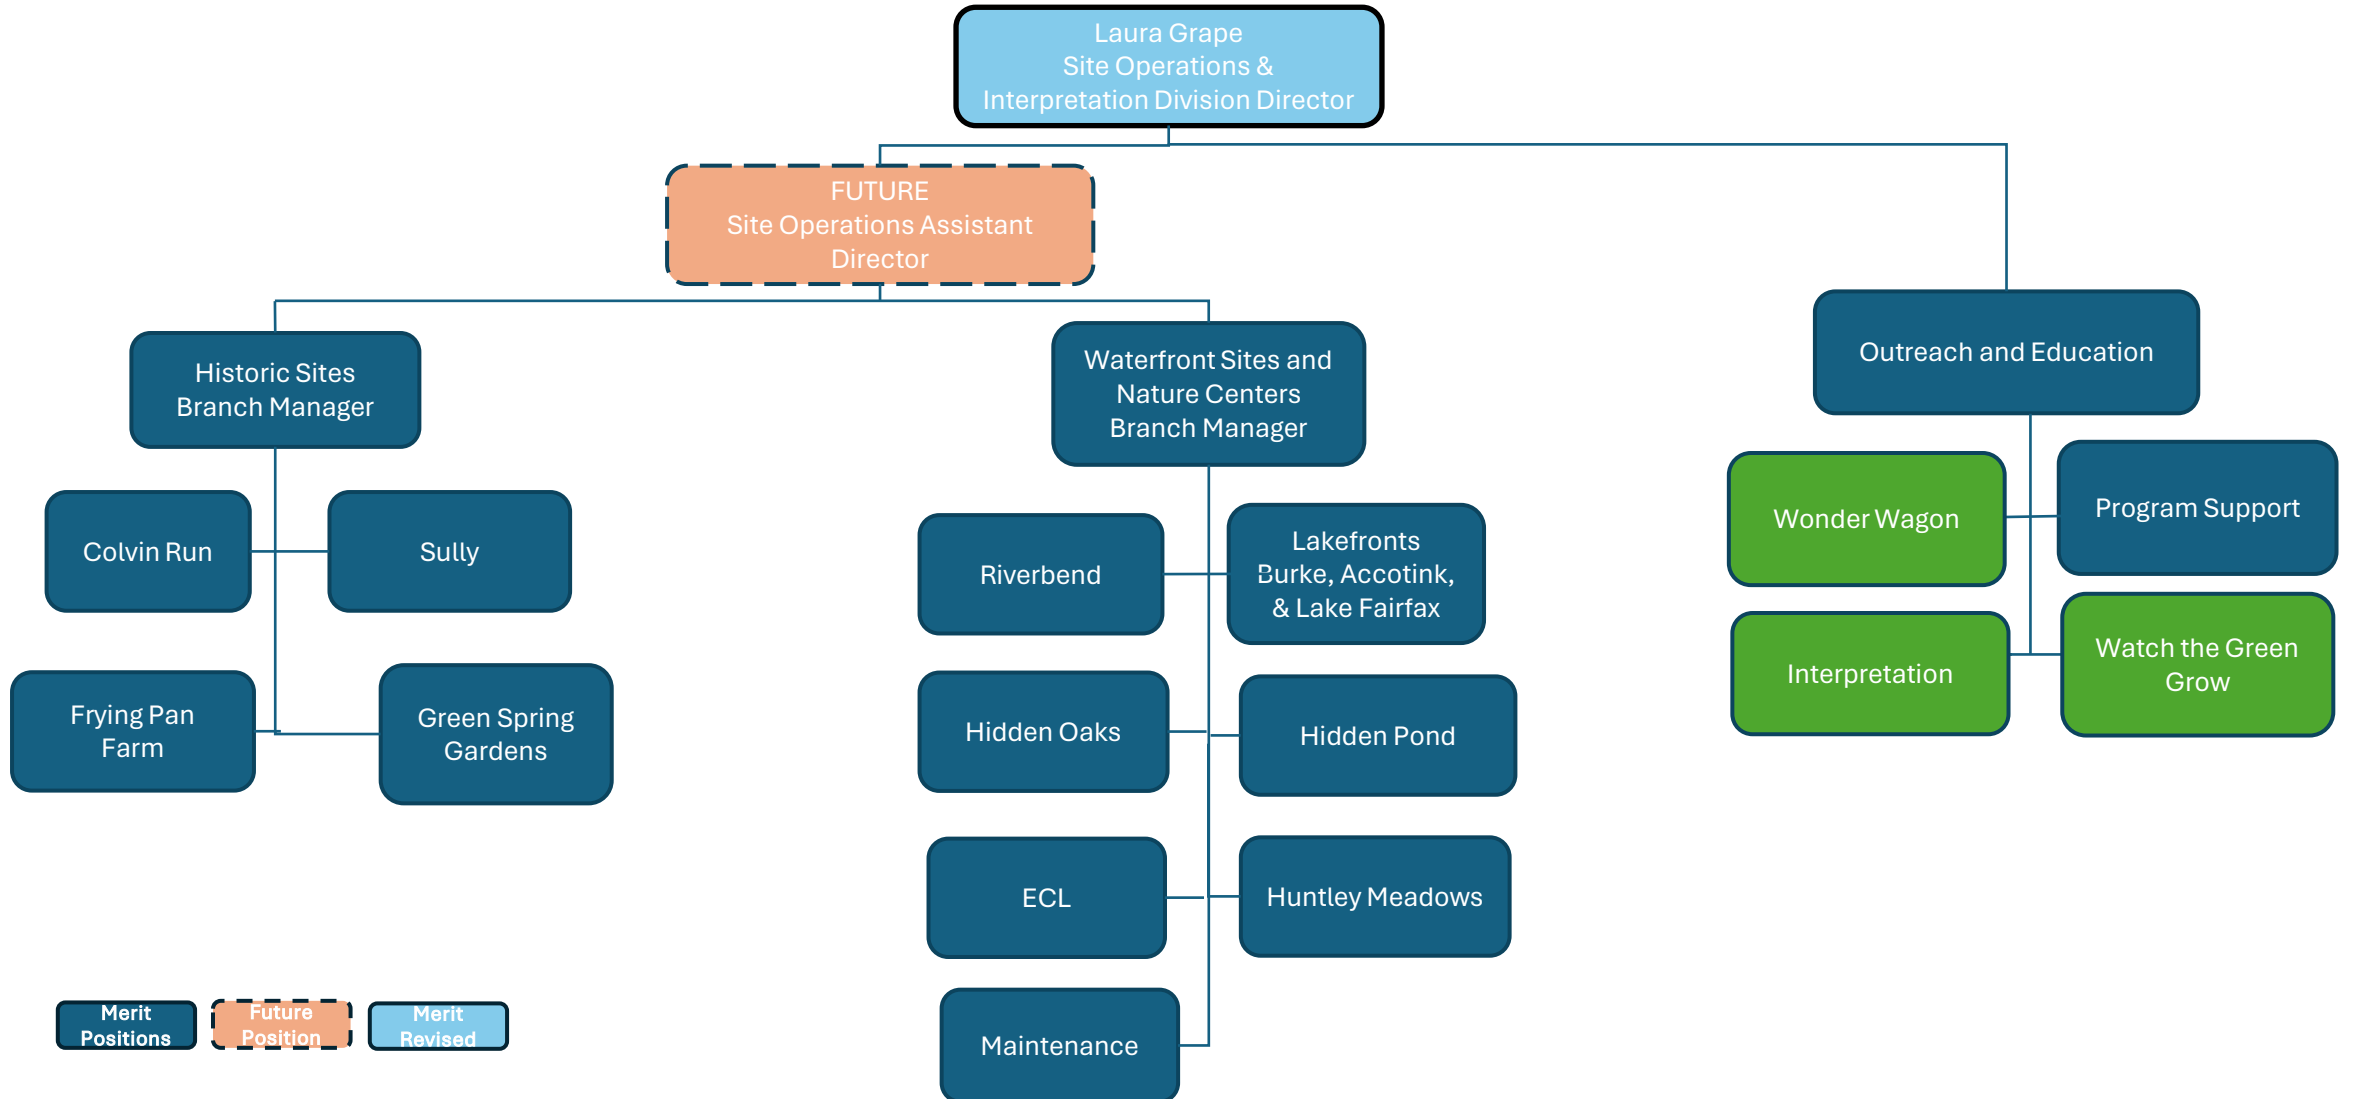 Laura Grape
Site Operations &
Interpretation Division Director
FUTURE
Site Operations Assistant
Director
Historic Sites
Branch Manager
Waterfront Sites and
Nature Centers
Branch Manager
Outreach and Education
Colvin Run
Sully
Frying Pan
Farm
Green Spring
Gardens
Riverbend
Lakefronts
Burke, Accotink,
& Lake Fairfax
Hidden Oaks
Hidden Pond
ECL
Huntley Meadows
Maintenance
Wonder Wagon
Program Support
Interpretation
Watch the Green
Grow
Merit
Positions
Future
Position
Merit
Revised